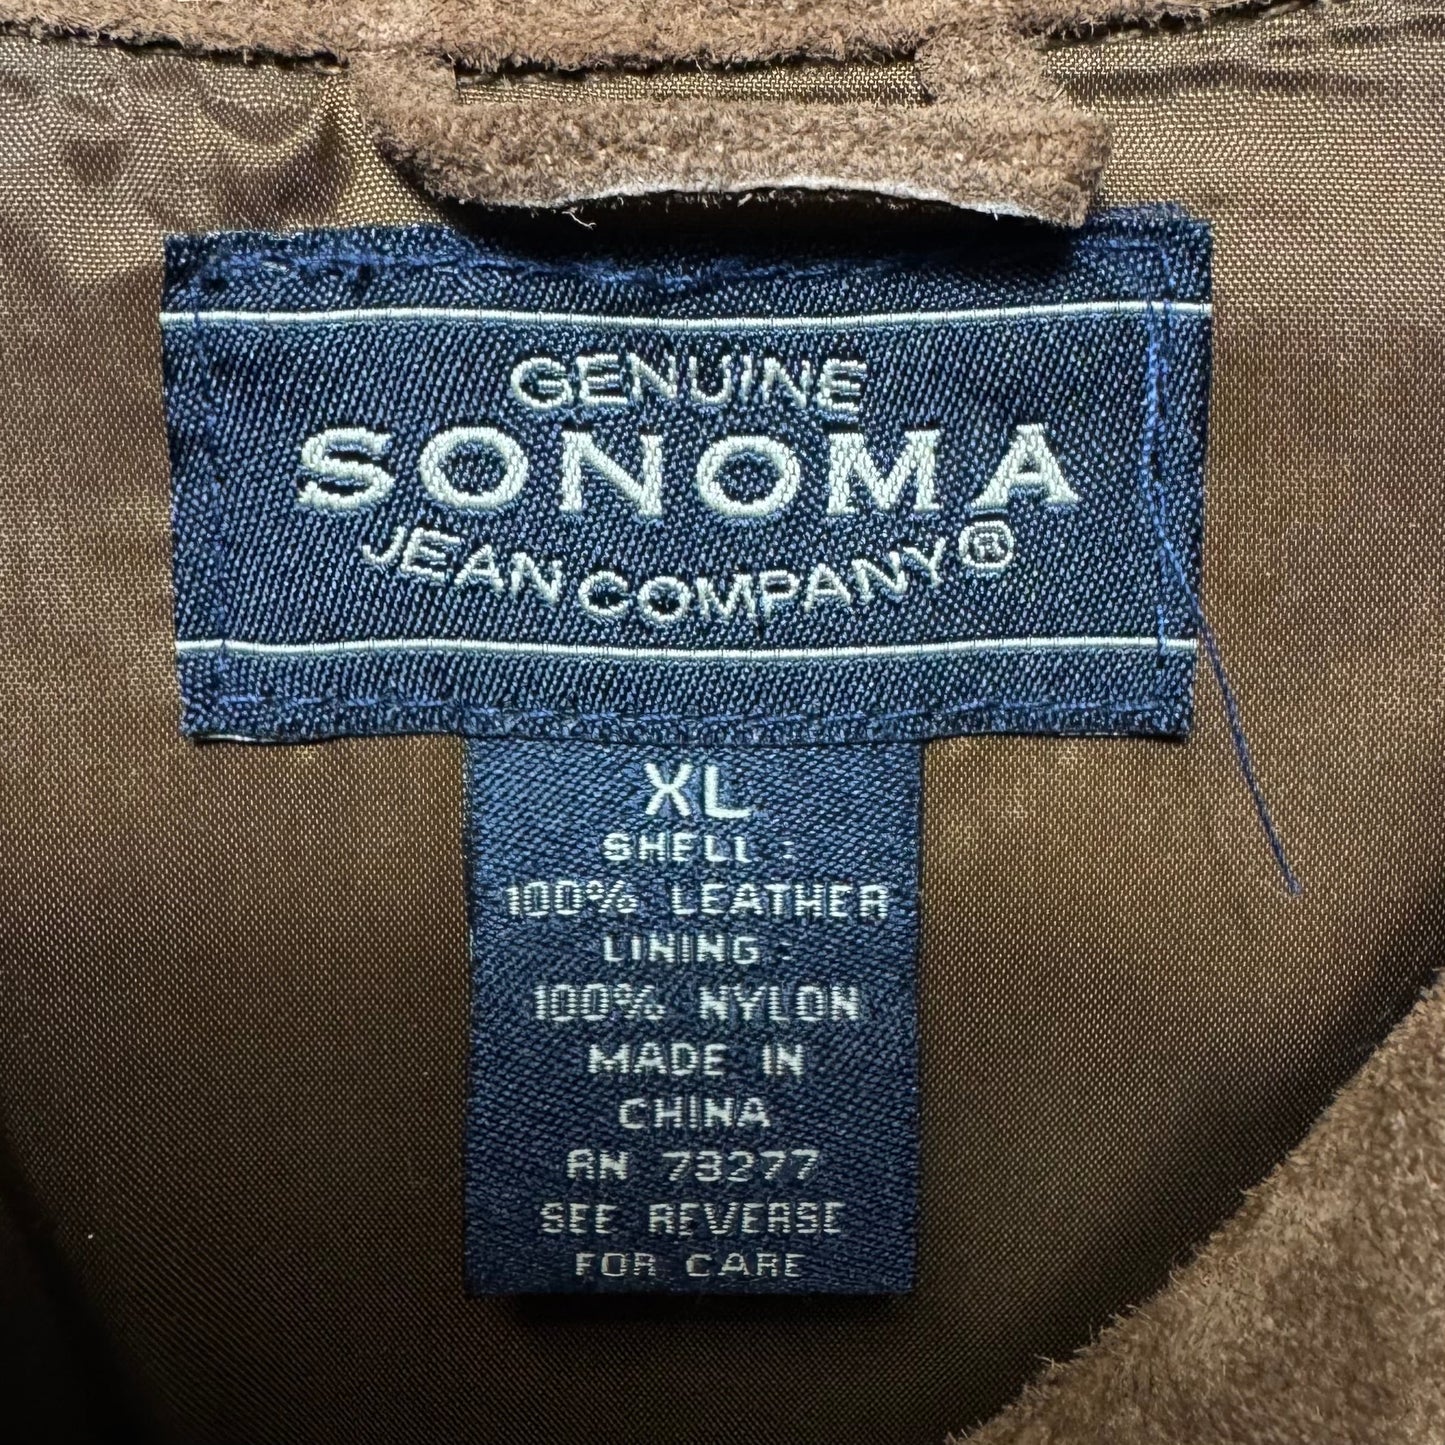 GENUINE
SONOMA
JEAN COMPANY®
XL
SHELL :
100% LEATHER
LINING :
100% NYLON
MADE IN
CHINA
RN 73277
SEE REVERSE
FOR CARE